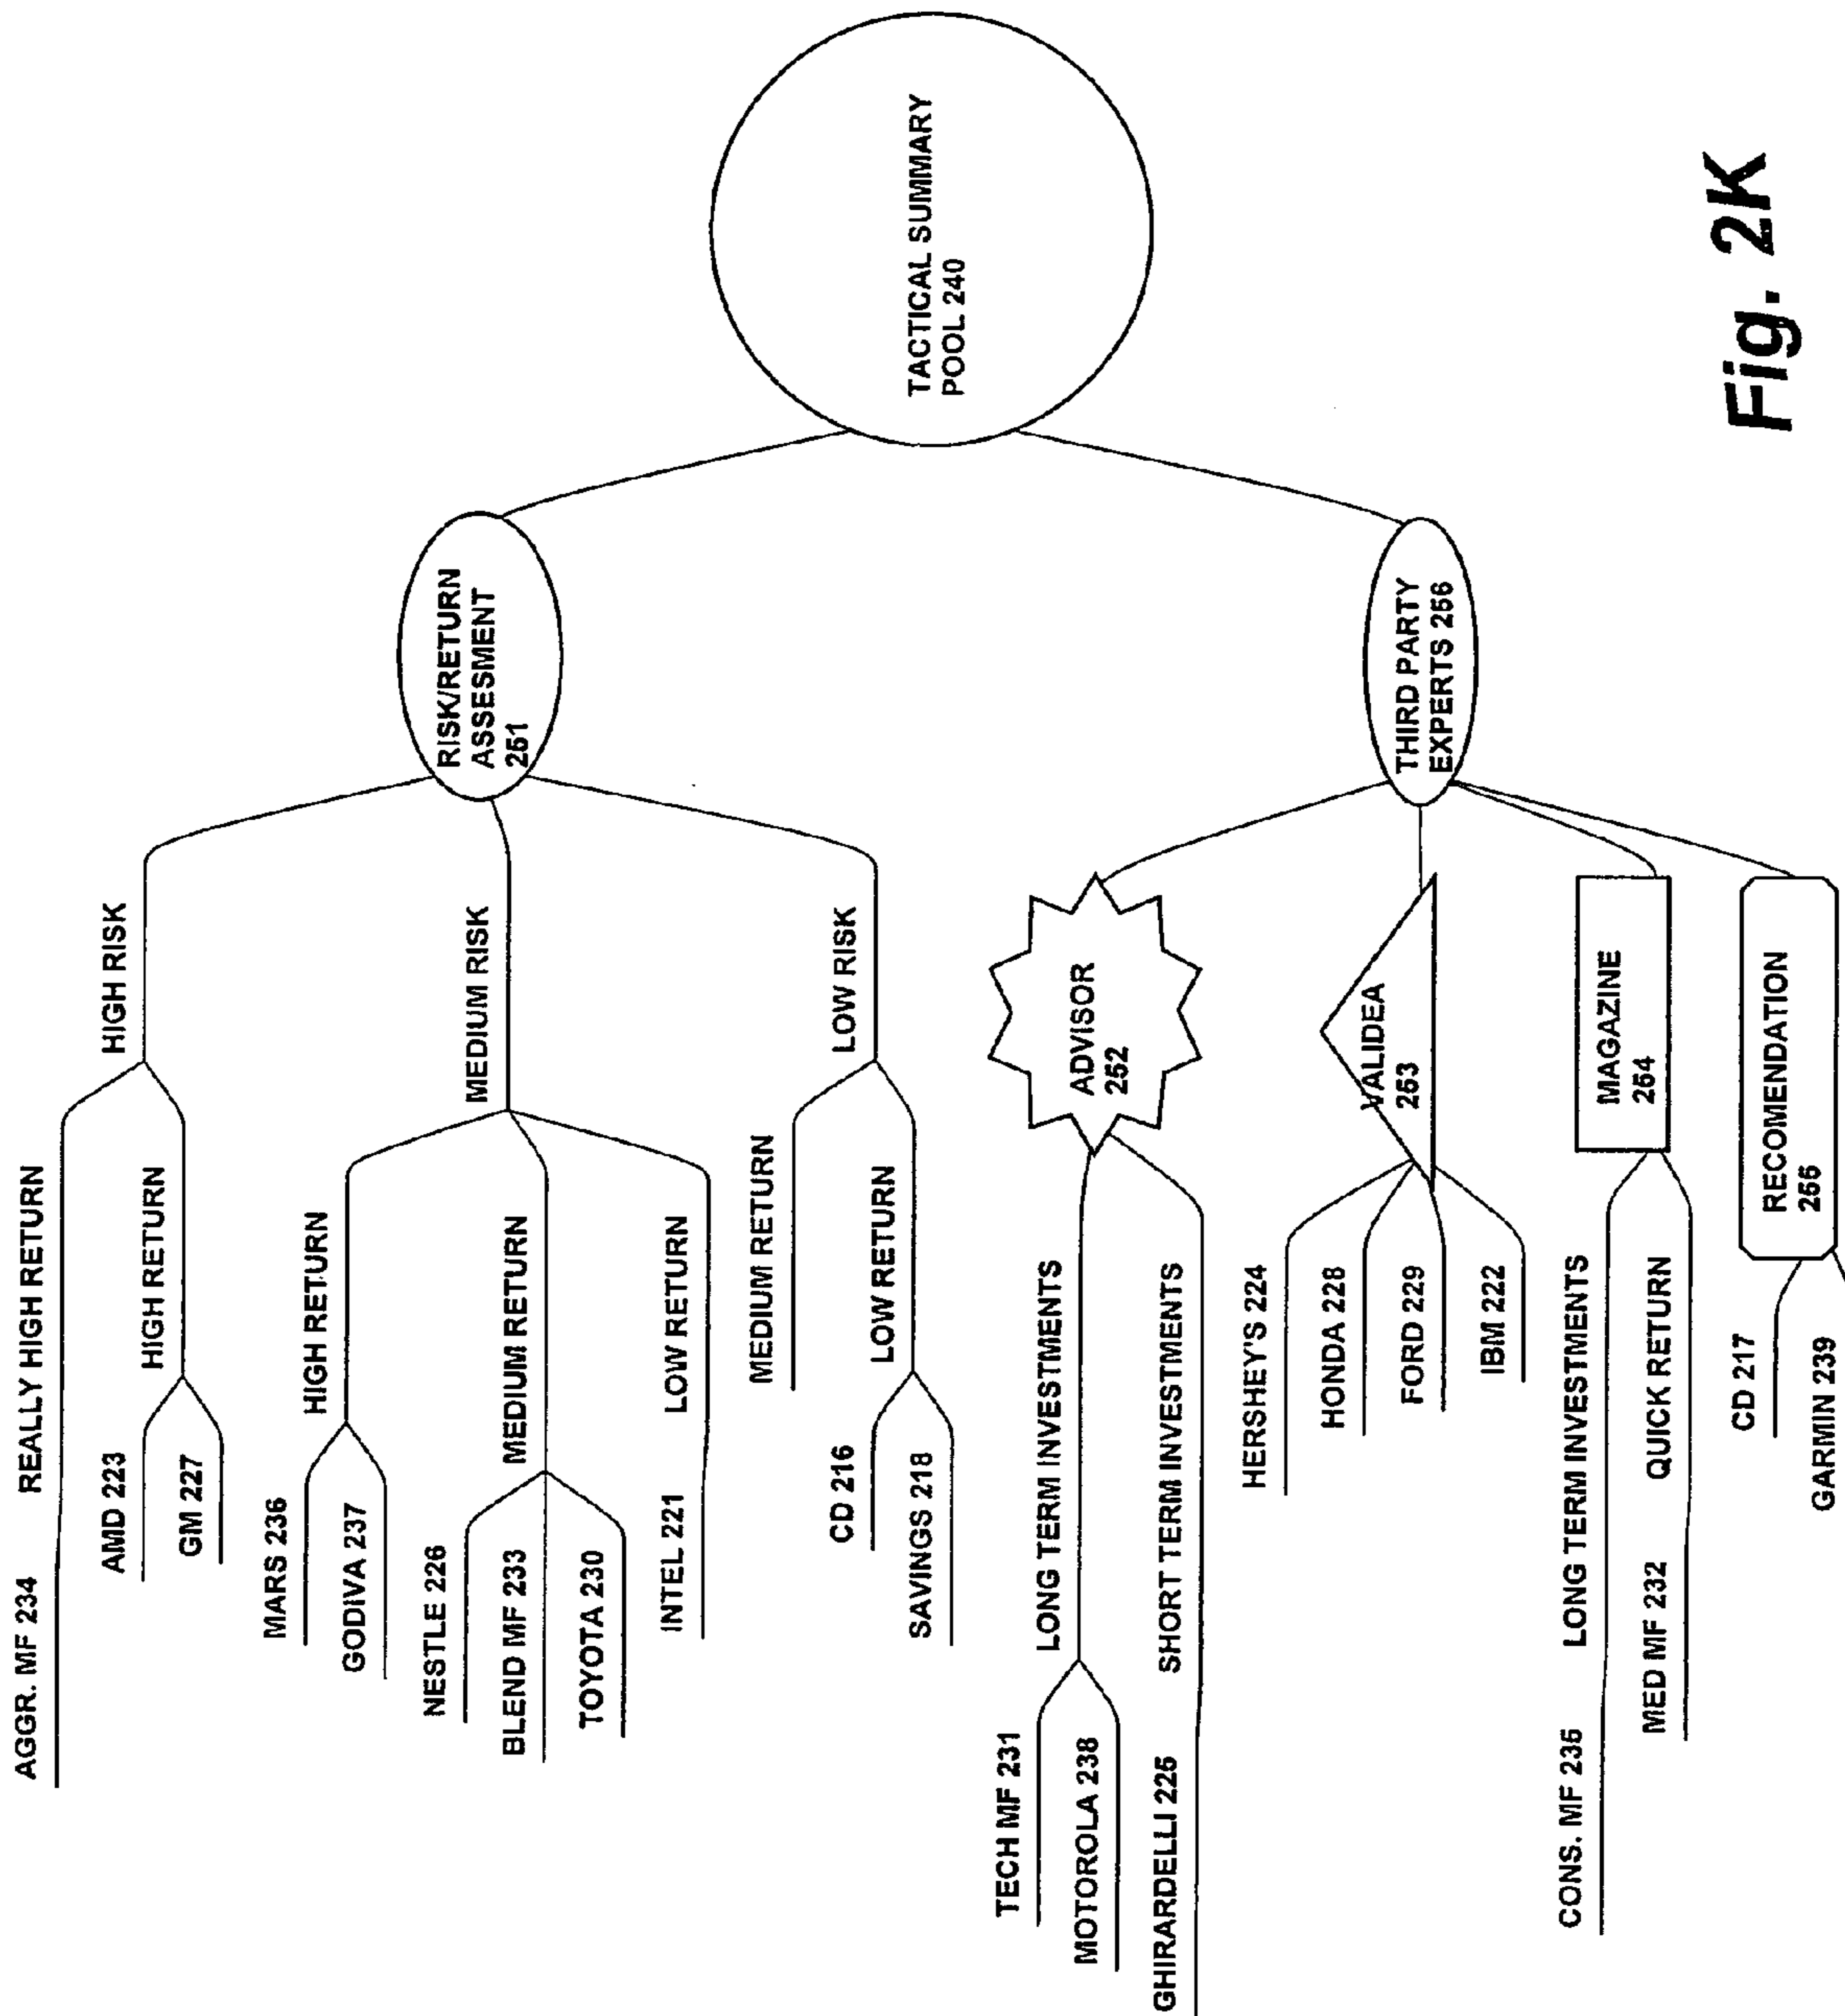 TACTICAL SUMMARY
POOL 240
RISK/RETURN
ASSESMENT
251
HIGH RISK
REALLY HIGH RETURN
AGGR. MF 234
HIGH RETURN
AMD 223
GM 227
MEDIUM RISK
HIGH RETURN
MARS 236
GODIVA 237
MEDIUM RETURN
NESTLE 226
BLEND MF 233
TOYOTA 230
LOW RETURN
INTEL 221
LOW RISK
MEDIUM RETURN
LOW RETURN
CD 216
SAVINGS 218
THIRD PARTY
EXPERTS 256
ADVISOR
252
LONG TERM INVESTMENTS
TECH MF 231
MOTOROLA 238
SHORT TERM INVESTMENTS
GHIRARDELLI 225
VALIDEA
253
HERSHEY'S 224
HONDA 228
FORD 229
IBM 222
MAGAZINE
254
LONG TERM INVESTMENTS
CONS. MF 235
QUICK RETURN
MED MF 232
RECOMENDATION
255
CD 217
GARMIN 239
Fig. 2K